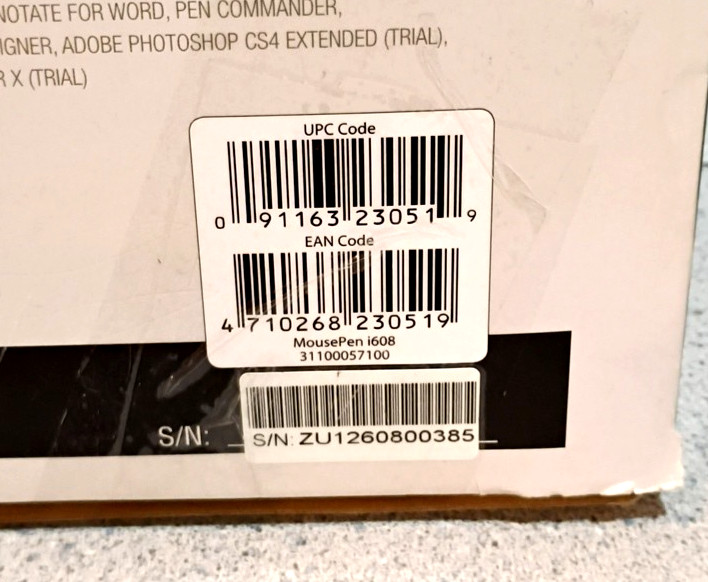 NOTATE FOR WORD, PEN COMMANDER,
IGNER, ADOBE PHOTOSHOP CS4 EXTENDED (TRIAL),
R X (TRIAL)
UPC Code
0 91163 23051 9
EAN Code
4 710268 230519
MousePen i608
31100057100
S/N:
S/N: ZU1260800385